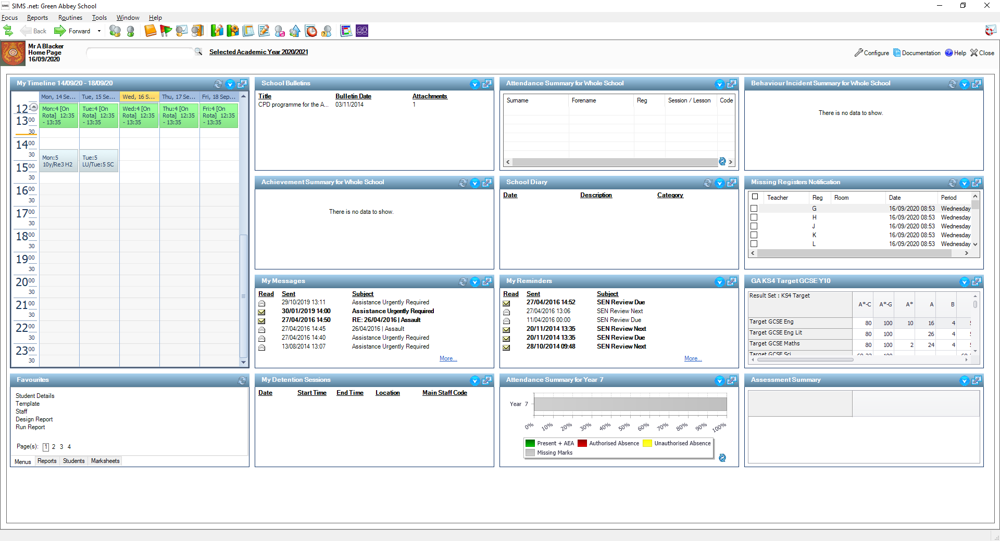 SIMS .net: Green Abbey School
Focus Reports Routines Tools Window Help
Back Forward
Mr A Blacker
Home Page
16/09/2020
Selected Academic Year 2020/2021
Configure Documentation Help Close
My Timeline 14/09/20 - 18/09/20
Mon, 14 Se... Tue, 15 Se... Wed, 16 S... Thu, 17 Se... Fri, 18 Sep...
12
13 00
30
14 00
30
15 00
30
16 00
30
17 00
30
18 00
30
19 00
30
20 00
30
21 00
30
22 00
30
23 00
30
Mon:4 [On
Rota] 12:35
- 13:35
Tue:4 [On
Rota] 12:35
- 13:35
Wed:4 [On
Rota] 12:35
- 13:35
Thu:4 [On
Rota] 12:35
- 13:35
Fri:4 [On
Rota] 12:35
- 13:35
Mon:5
10y/Re3 H2
Tue:5
LU/Tue:5 SC
School Bulletins
Title Bulletin Date Attachments
CPD programme for the A... 03/11/2014 1
Attendance Summary for Whole School
Surname Forename Reg Session / Lesson Code
Behaviour Incident Summary for Whole School
There is no data to show.
Achievement Summary for Whole School
There is no data to show.
School Diary
Date Description Category
Missing Registers Notification
Teacher Reg Room Date Period
G 16/09/2020 08:53 Wednesday
H 16/09/2020 08:53 Wednesday
J 16/09/2020 08:53 Wednesday
K 16/09/2020 08:53 Wednesday
L 16/09/2020 08:53 Wednesday
My Messages
Read Sent Subject
29/10/2019 13:11 Assistance Urgently Required
30/01/2019 14:00 Assistance Urgently Required
27/04/2016 14:50 RE: 26/04/2016 | Assault
27/04/2016 14:45 26/04/2016 | Assault
27/04/2016 14:40 Assistance Urgently Required
13/08/2014 13:07 Assistance Urgently Required
More...
My Reminders
Read Sent Subject
27/04/2016 14:52 SEN Review Due
27/04/2016 13:06 SEN Review Next
11/04/2016 00:00 SEN Review Due
20/11/2014 13:35 SEN Review Next
20/11/2014 13:35 SEN Review Due
28/10/2014 09:48 SEN Review Next
More...
GA KS4 Target GCSE Y10
Result Set : KS4 Target
A*-C A*-G A* A B
Target GCSE Eng 80 100 10 16 4
Target GCSE Eng Lit 80 100 26 4
Target GCSE Maths 80 100 2 24 4
Target GCSE Sci
Favourites
Student Details
Template
Staff
Design Report
Run Report
Page(s): 1 2 3 4
Menus Reports Students Marksheets
My Detention Sessions
Date Start Time End Time Location Main Staff Code
Attendance Summary for Year 7
Year 7
0% 10% 20% 30% 40% 50% 60% 70% 80% 90% 100%
Present + AEA Authorised Absence Unauthorised Absence
Missing Marks
Assessment Summary